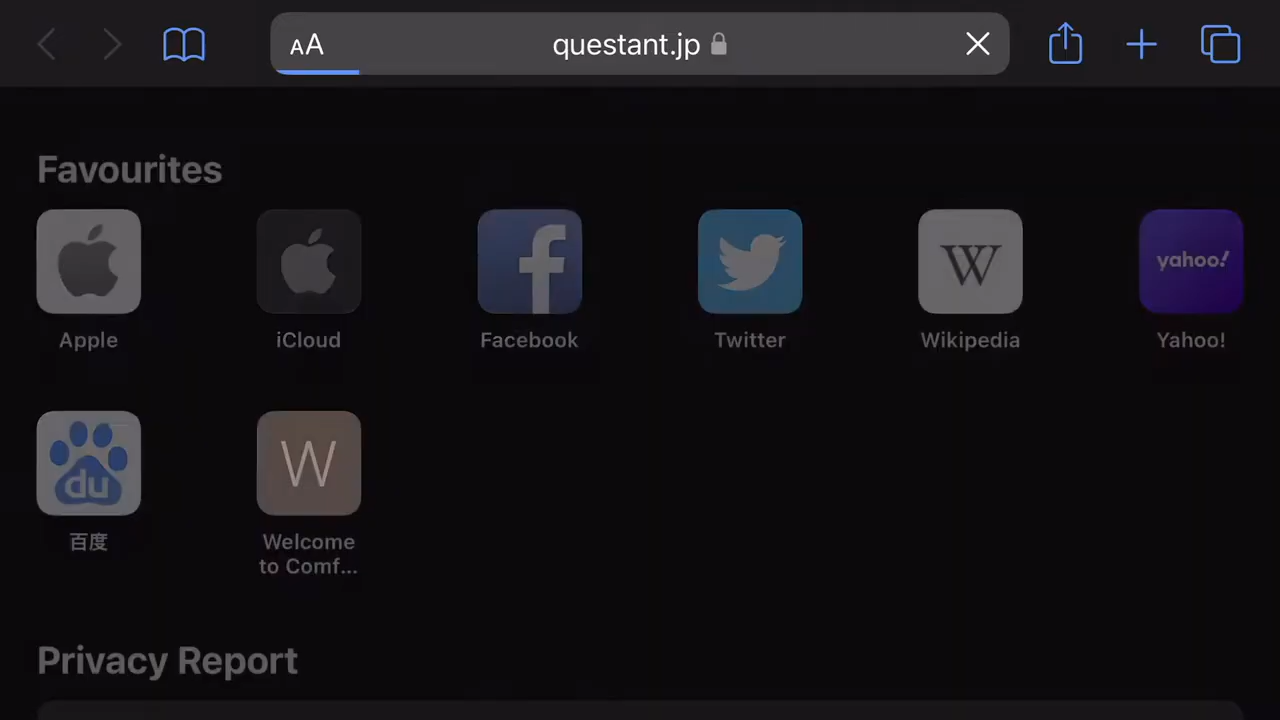 AA questant.jp
Favourites
Apple iCloud Facebook Twitter Wikipedia yahoo! Yahoo!
du 百度
W Welcome
to Comf...
Privacy Report